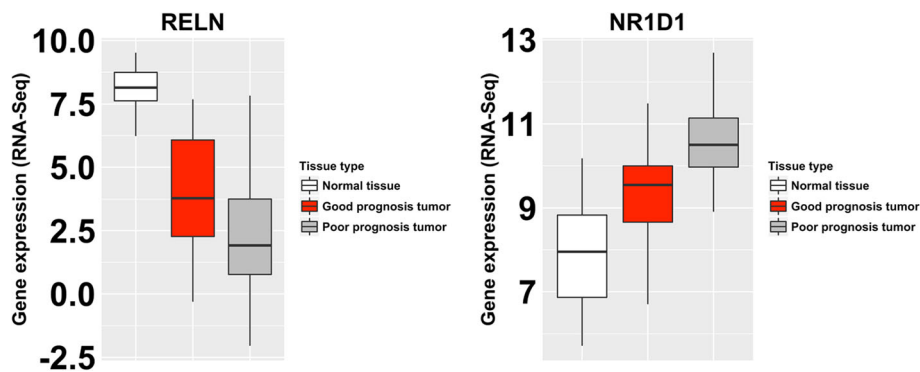 RELN
Gene expression (RNA-Seq)
10.0
7.5
5.0
2.5
0.0
-2.5
Tissue type
Normal tissue
Good prognosis tumor
Poor prognosis tumor
NR1D1
Gene expression (RNA-Seq)
13
11
9
7
Tissue type
Normal tissue
Good prognosis tumor
Poor prognosis tumor